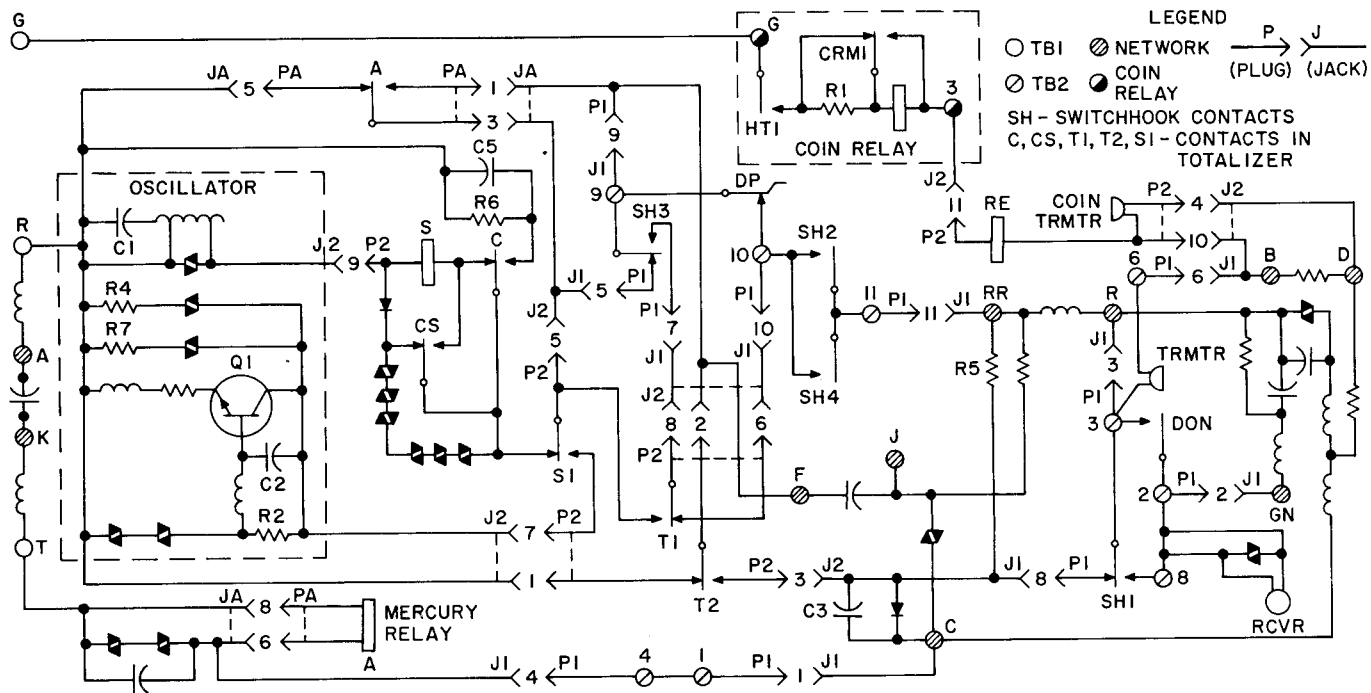 G
G
CRM1
R1
HT1
3
COIN RELAY
LEGEND
TB1
NETWORK
TB2
COIN RELAY
P
J
(PLUG)
(JACK)
SH - SWITCHHOOK CONTACTS
C, CS, T1, T2, S1 - CONTACTS IN TOTALIZER
JA
5
PA
A
PA
1
JA
3
P1
9
J1
9
DP
C5
R6
SH3
10
SH2
J2
11
P2
RE
COIN TRMTR
P2
4
J2
10
6
P1
6
J1
B
D
OSCILLATOR
R
C1
J2
9
P2
S
C
J1
5
P1
P1
7
J1
P1
10
J1
11
P1
11
J1
RR
R
J1
3
P1
TRMTR
R4
R7
CS
J2
5
P2
J2
8
P2
2
6
SH4
R5
3
DON
A
K
Q1
C2
R2
S1
F
J
2
P1
2
J1
GN
T
J2
7
P2
1
T1
T2
P2
3
J2
J1
8
P1
SH1
8
RCVR
C3
C
JA
8
PA
6
MERCURY RELAY
A
J1
4
P1
4
1
P1
1
J1